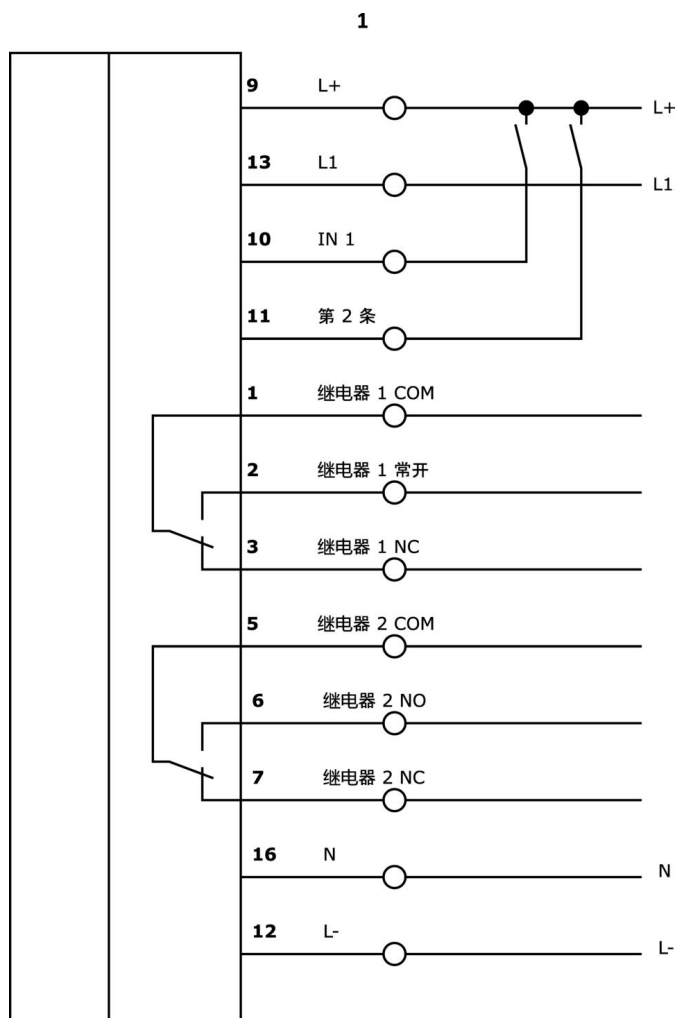 1
9 L+
L+
13 L1
L1
10 IN 1
11 第 2 条
1 继电器 1 COM
2 继电器 1 常开
3 继电器 1 NC
5 继电器 2 COM
6 继电器 2 NO
7 继电器 2 NC
16 N
N
12 L-
L-